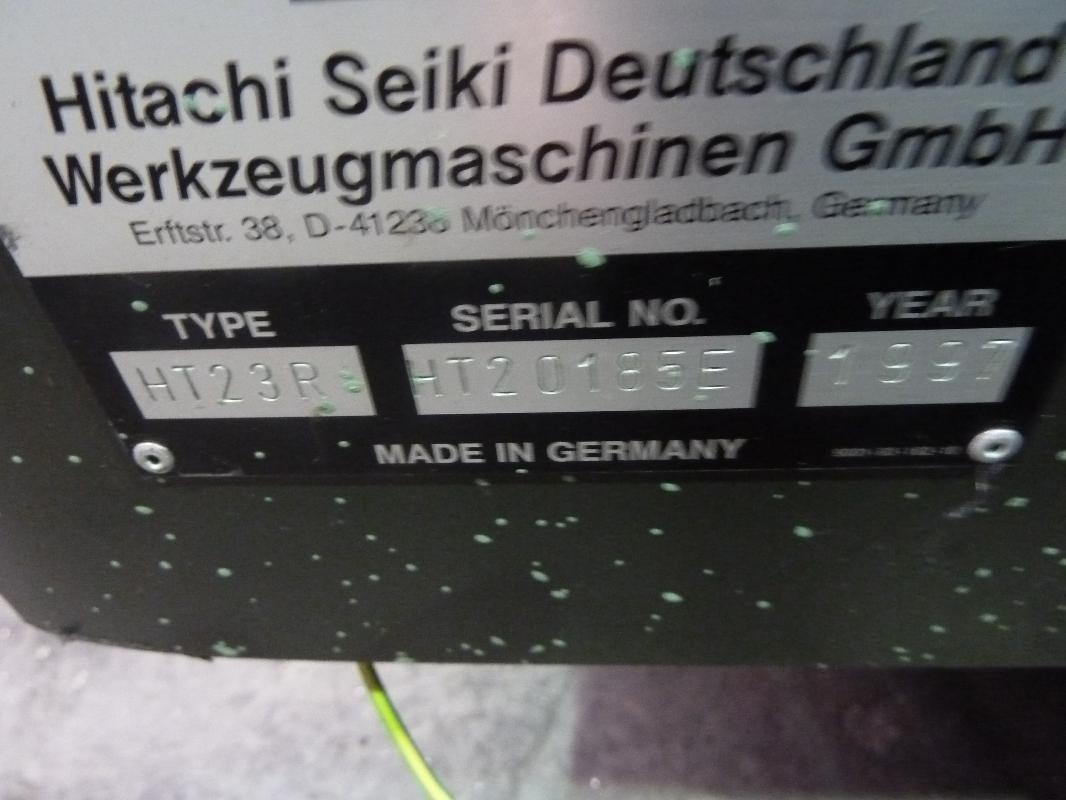 Hitachi Seiki Deutschland
Werkzeugmaschinen GmbH
Erftstr. 38, D-41238 Mönchengladbach, Germany
TYPE SERIAL NO. YEAR
HT23R HT20185E 1997
MADE IN GERMANY